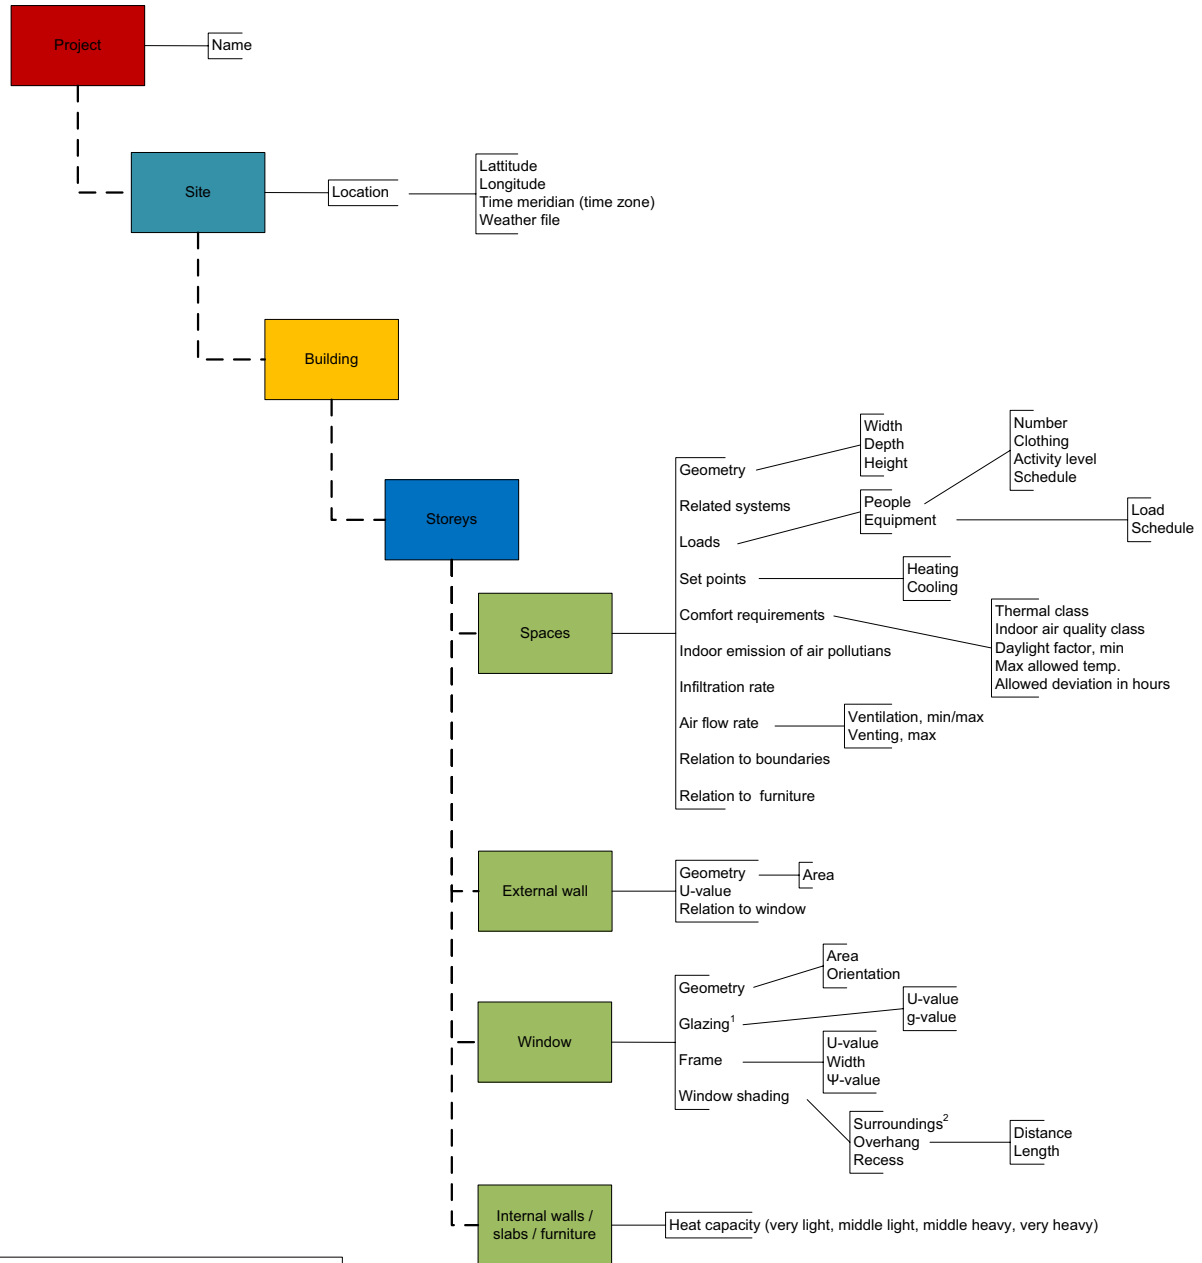 Project
Name
Site
Location
Lattitude
Longitude
Time meridian (time zone)
Weather file
Building
Storeys
Spaces
Geometry
Width
Depth
Height
Related systems
Loads
People
Equipment
Number
Clothing
Activity level
Schedule
Load
Schedule
Set points
Heating
Cooling
Comfort requirements
Thermal class
Indoor air quality class
Daylight factor, min
Max allowed temp.
Allowed deviation in hours
Indoor emission of air pollutians
Infiltration rate
Air flow rate
Ventilation, min/max
Venting, max
Relation to boundaries
Relation to furniture
External wall
Geometry
Area
U-value
Relation to window
Window
Geometry
Area
Orientation
Glazing¹
U-value
g-value
Frame
U-value
Width
Ψ-value
Window shading
Surroundings²
Overhang
Recess
Distance
Length
Internal walls /
slabs / furniture
Heat capacity (very light, middle light, middle heavy, very heavy)